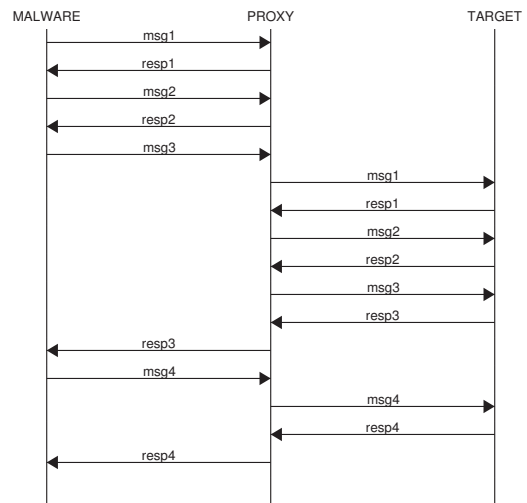 MALWARE PROXY TARGET
msg1
resp1
msg2
resp2
msg3
msg1
resp1
msg2
resp2
msg3
resp3
resp3
msg4
msg4
resp4
resp4